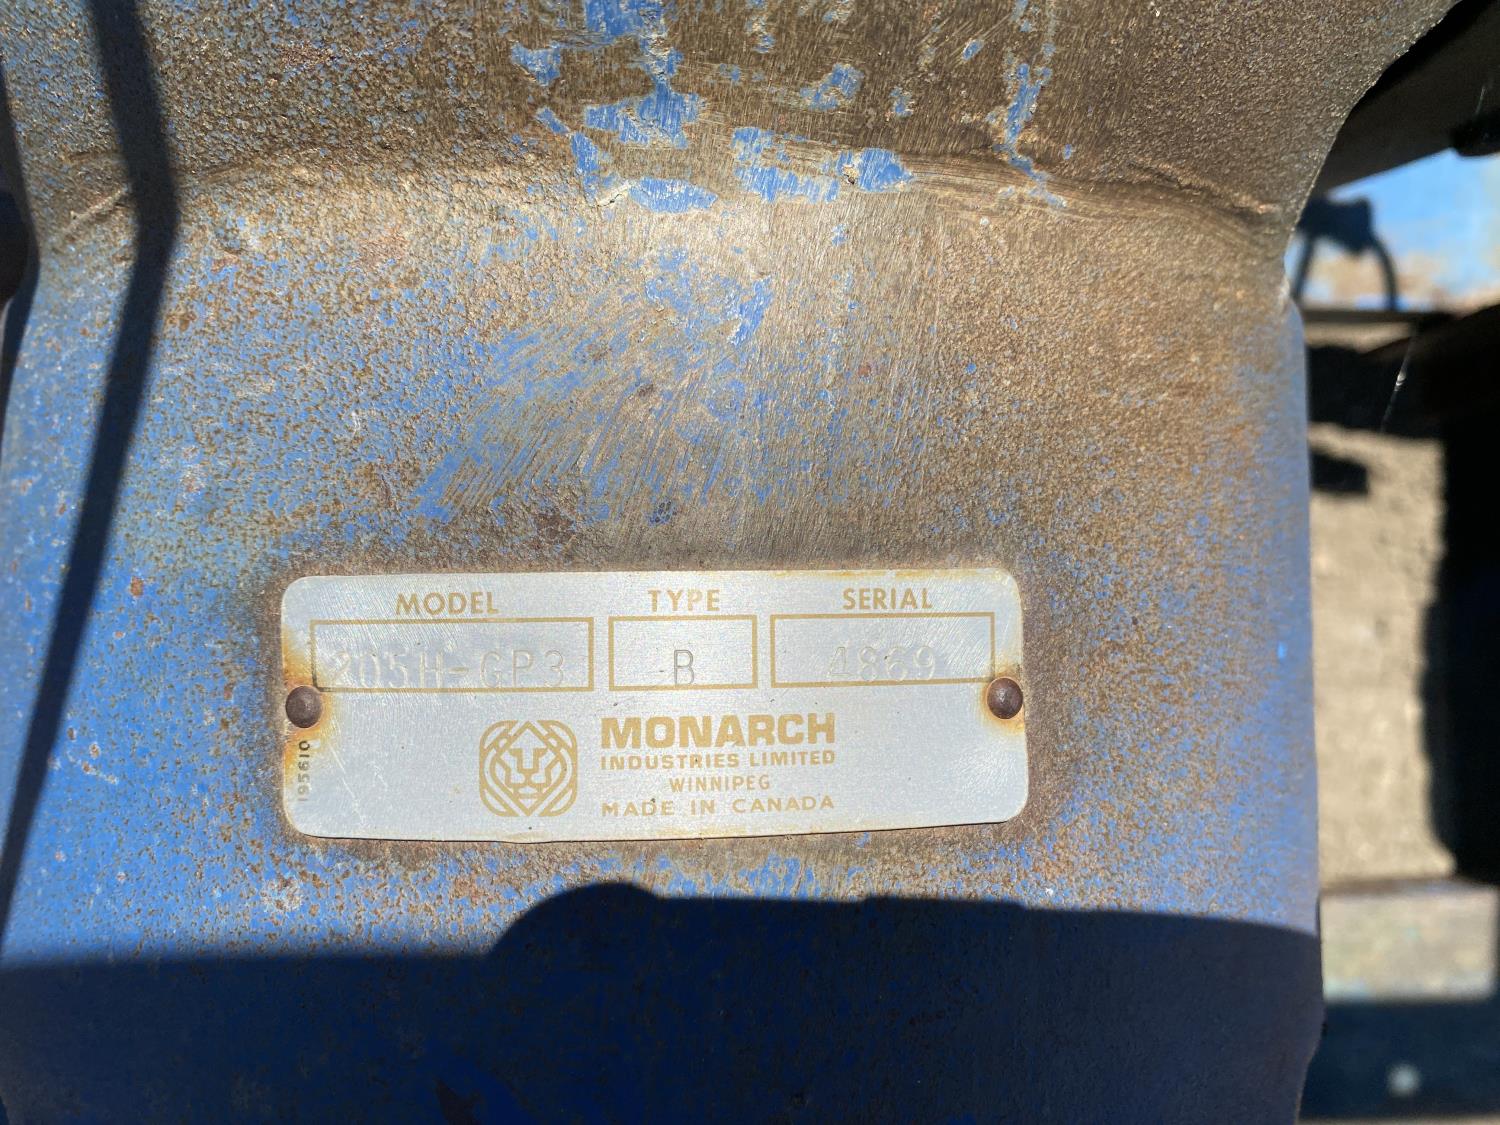 MODEL TYPE SERIAL
205H-GP3 B 4869
MONARCH
INDUSTRIES LIMITED
WINNIPEG
MADE IN CANADA
195610